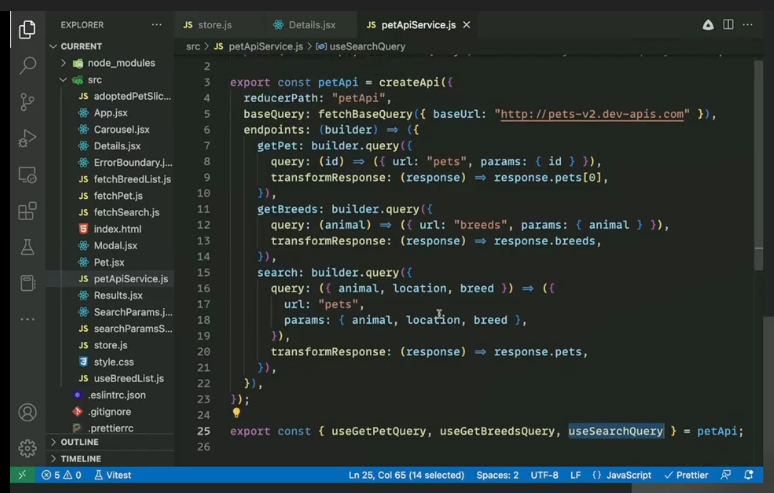 EXPLORER
store.js
Details.jsx
petApiService.js
src > JS petApiService.js > useSearchQuery
CURRENT
node_modules
src
JS adoptedPetSlic...
App.jsx
Carousel.jsx
Details.jsx
ErrorBoundary.j...
JS fetchBreedList.js
JS fetchPet.js
JS fetchSearch.js
index.html
Modal.jsx
Pet.jsx
JS petApiService.js
Results.jsx
SearchParams.j...
JS searchParamsS...
JS store.js
style.css
JS useBreedList.js
.eslintrc.json
.gitignore
.prettierrc
OUTLINE
TIMELINE
2
3 export const petApi = createApi({
4 reducerPath: "petApi",
5 baseQuery: fetchBaseQuery({ baseUrl: "http://pets-v2.dev-apis.com" }),
6 endpoints: (builder) => ({
7 getPet: builder.query({
8 query: (id) => ({ url: "pets", params: { id } }),
9 transformResponse: (response) => response.pets[0],
10 }),
11 getBreeds: builder.query({
12 query: (animal) => ({ url: "breeds", params: { animal } }),
13 transformResponse: (response) => response.breeds,
14 }),
15 search: builder.query({
16 query: ({ animal, location, breed }) => ({
17 url: "pets",
18 params: { animal, location, breed },
19 }),
20 transformResponse: (response) => response.pets,
21 }),
22 }),
23 });
24
25 export const { useGetPetQuery, useGetBreedsQuery, useSearchQuery } = petApi;
26
5 0 Vitest Ln 25, Col 65 (14 selected) Spaces: 2 UTF-8 LF {} JavaScript Prettier